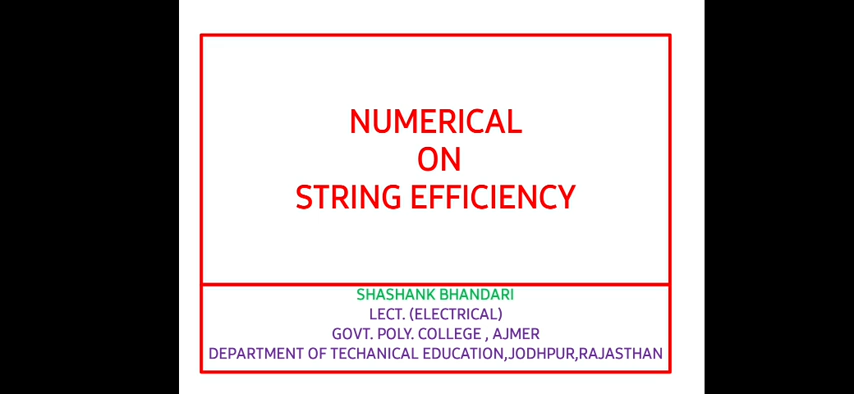 NUMERICAL
ON
STRING EFFICIENCY
SHASHANK BHANDARI
LECT. (ELECTRICAL)
GOVT. POLY. COLLEGE , AJMER
DEPARTMENT OF TECHANICAL EDUCATION,JODHPUR,RAJASTHAN